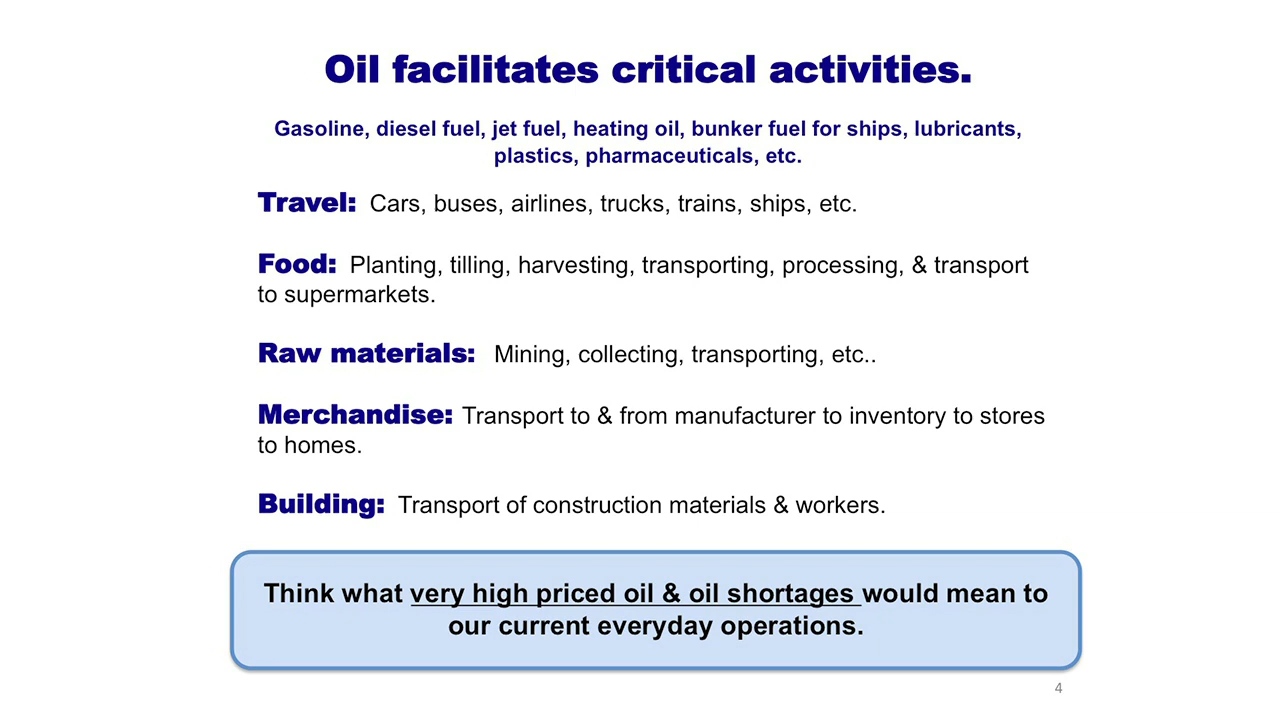 Oil facilitates critical activities.
Gasoline, diesel fuel, jet fuel, heating oil, bunker fuel for ships, lubricants,
plastics, pharmaceuticals, etc.
Travel: Cars, buses, airlines, trucks, trains, ships, etc.
Food: Planting, tilling, harvesting, transporting, processing, & transport
to supermarkets.
Raw materials: Mining, collecting, transporting, etc..
Merchandise: Transport to & from manufacturer to inventory to stores
to homes.
Building: Transport of construction materials & workers.
Think what very high priced oil & oil shortages would mean to
our current everyday operations.
4